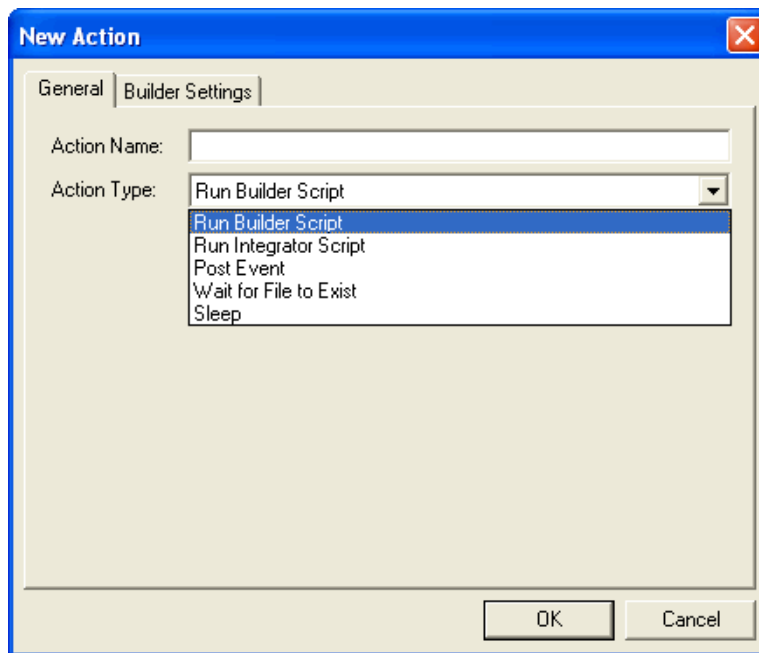 New Action
General Builder Settings
Action Name:
Action Type: Run Builder Script
Run Builder Script
Run Integrator Script
Post Event
Wait for File to Exist
Sleep
OK Cancel